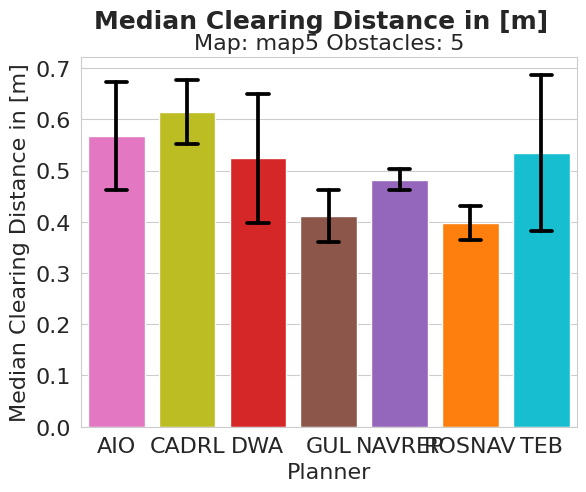 Median Clearing Distance in [m]
Map: map5 Obstacles: 5
Median Clearing Distance in [m]
0.7
0.6
0.5
0.4
0.3
0.2
0.1
0.0
AIO CADRL DWA GUL NAVREP ROSNAV TEB
Planner